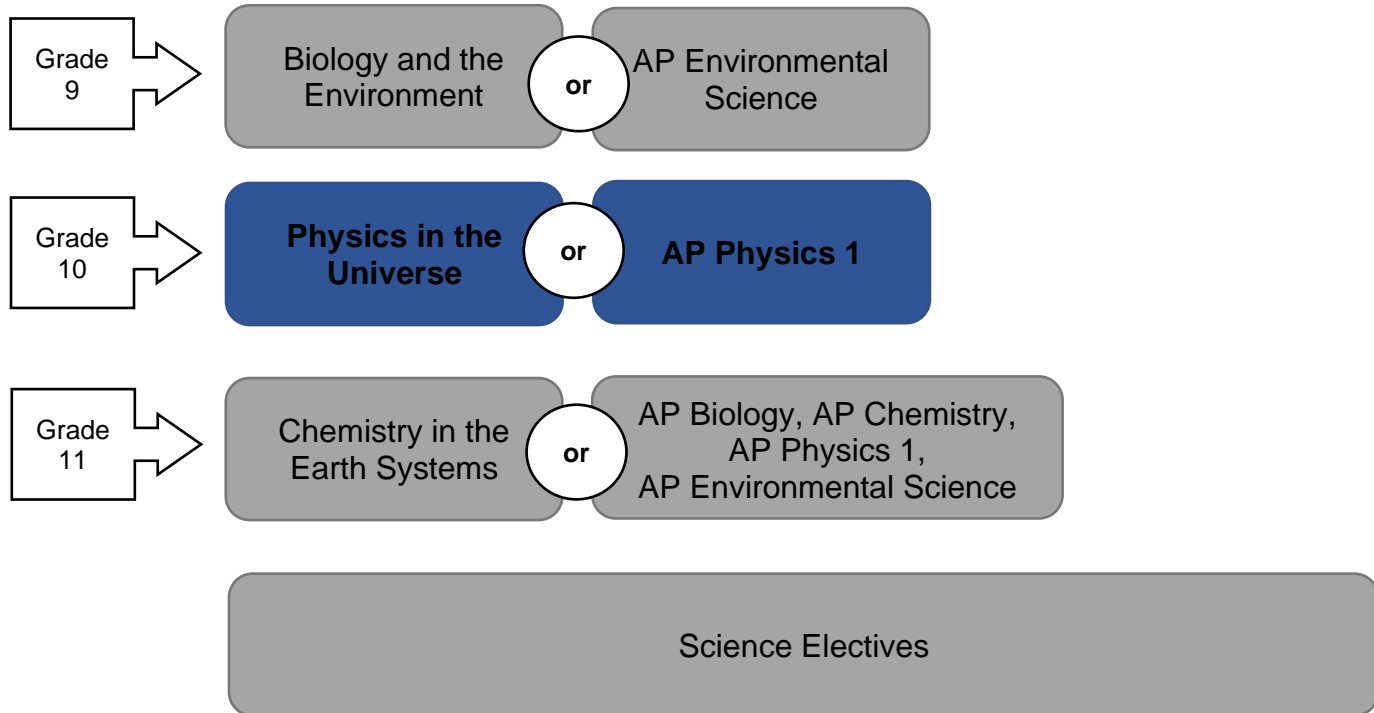 Grade
9
Biology and the
Environment
or
AP Environmental
Science
Grade
10
Physics in the
Universe
or
AP Physics 1
Grade
11
Chemistry in the
Earth Systems
or
AP Biology, AP Chemistry,
AP Physics 1,
AP Environmental Science
Science Electives